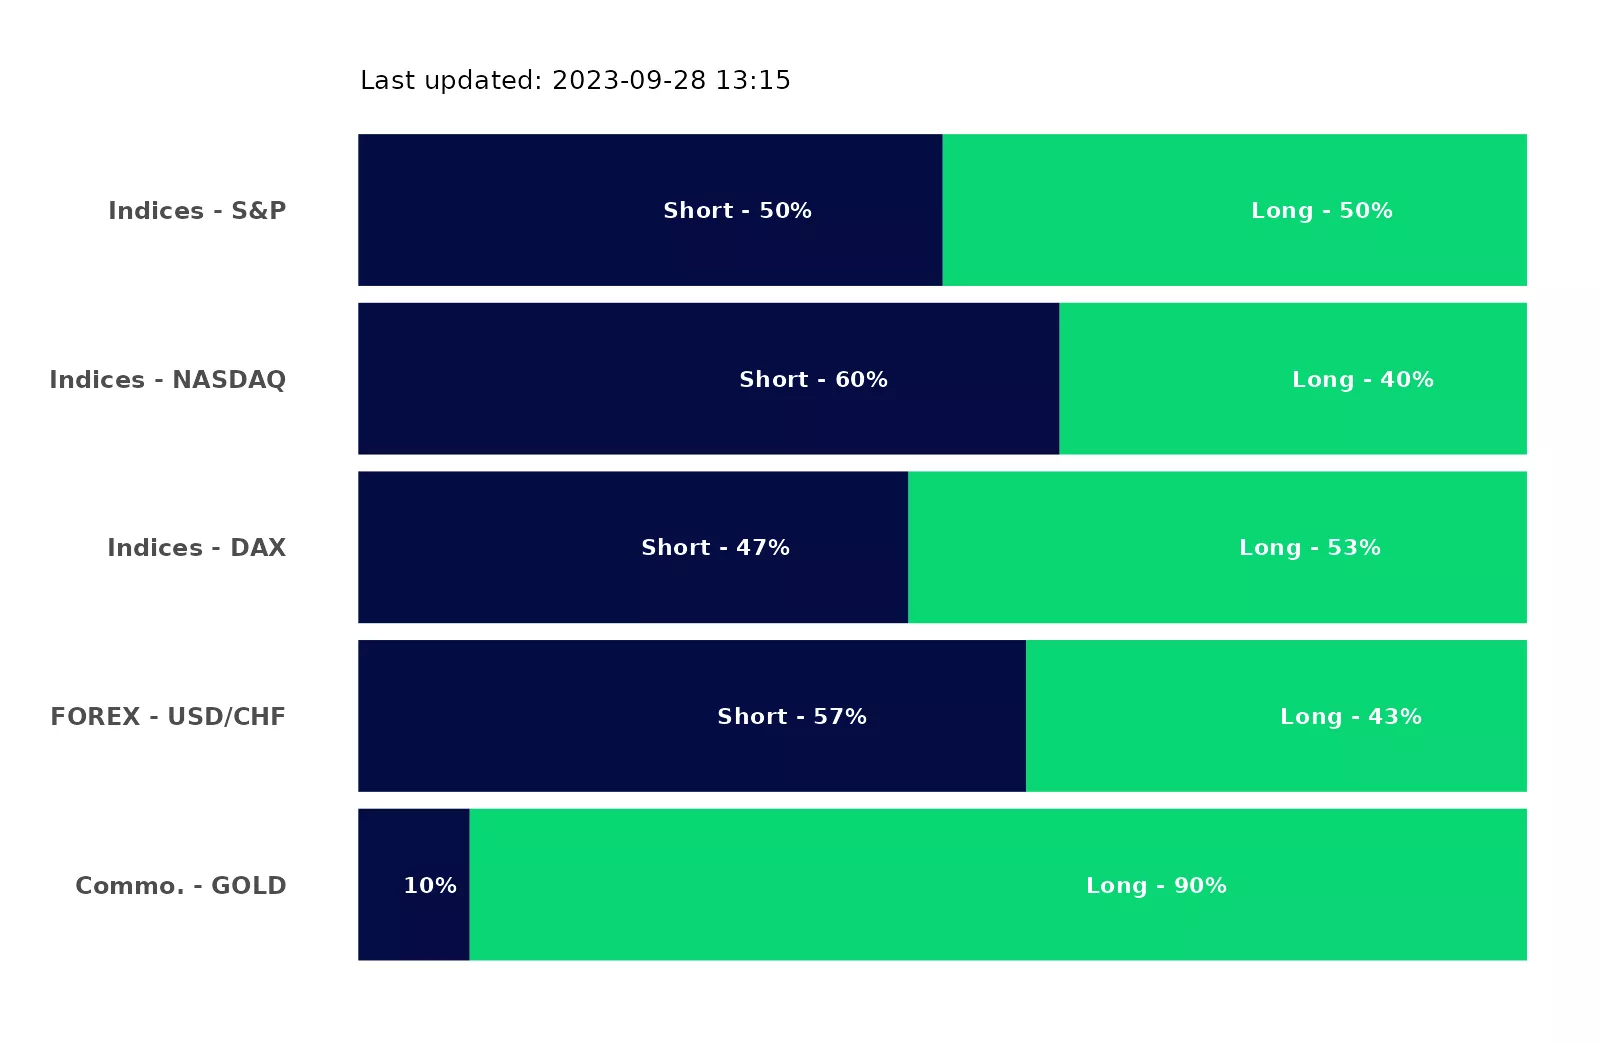 Last updated: 2023-09-28 13:15
Indices - S&P
Short - 50%
Long - 50%
Indices - NASDAQ
Short - 60%
Long - 40%
Indices - DAX
Short - 47%
Long - 53%
FOREX - USD/CHF
Short - 57%
Long - 43%
Commo. - GOLD
10%
Long - 90%